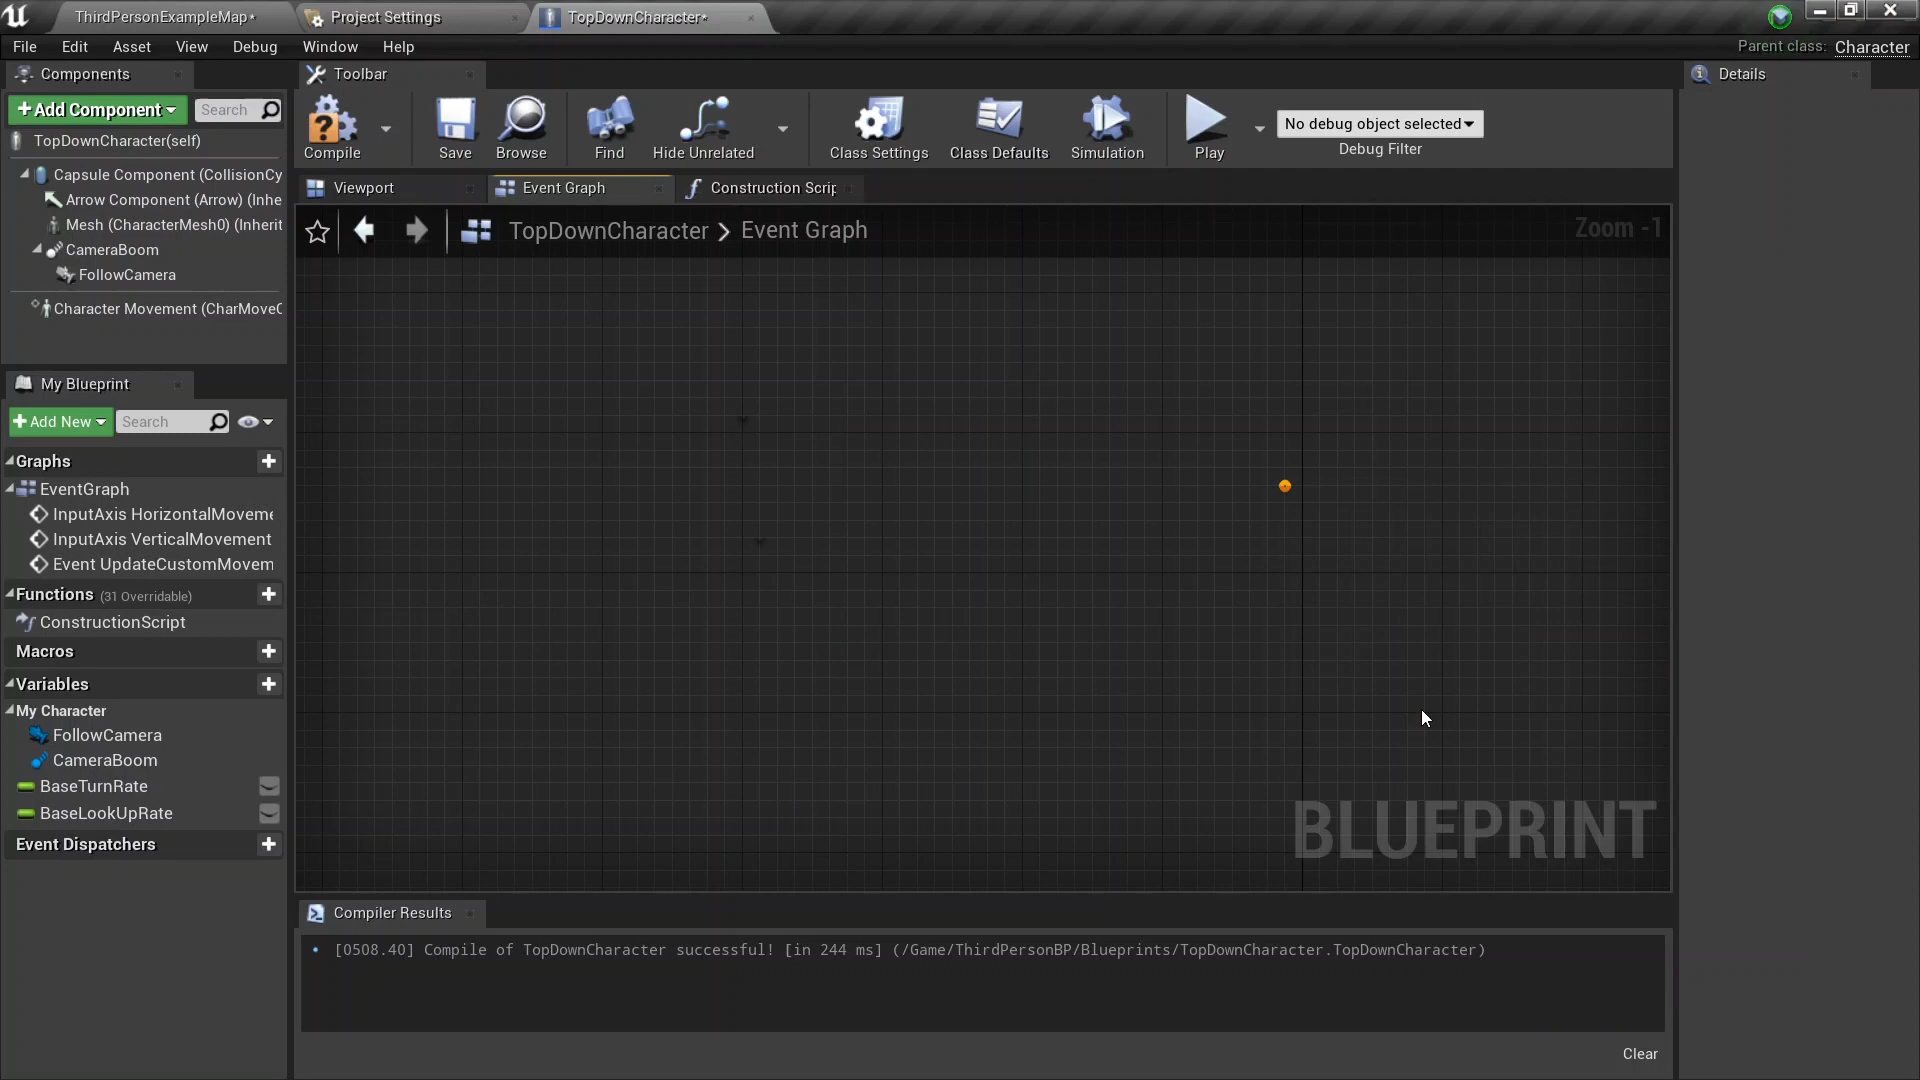 ThirdPersonExampleMap*
Project Settings
TopDownCharacter*
File Edit Asset View Debug Window Help
Parent class: Character
Components
Toolbar
Details
+Add Component
Search
TopDownCharacter(self)
Capsule Component (CollisionCy
Arrow Component (Arrow) (Inhe
Mesh (CharacterMesh0) (Inherit
CameraBoom
FollowCamera
Character Movement (CharMoveC
Compile
Save
Browse
Find
Hide Unrelated
Class Settings
Class Defaults
Simulation
Play
No debug object selected
Debug Filter
Viewport
Event Graph
Construction Scrip
TopDownCharacter > Event Graph
Zoom -1
My Blueprint
+Add New
Search
Graphs
EventGraph
InputAxis HorizontalMoveme
InputAxis VerticalMovement
Event UpdateCustomMovem
Functions (31 Overridable)
ConstructionScript
Macros
Variables
My Character
FollowCamera
CameraBoom
BaseTurnRate
BaseLookUpRate
Event Dispatchers
BLUEPRINT
Compiler Results
• [0508.40] Compile of TopDownCharacter successful! [in 244 ms] (/Game/ThirdPersonBP/Blueprints/TopDownCharacter.TopDownCharacter)
Clear